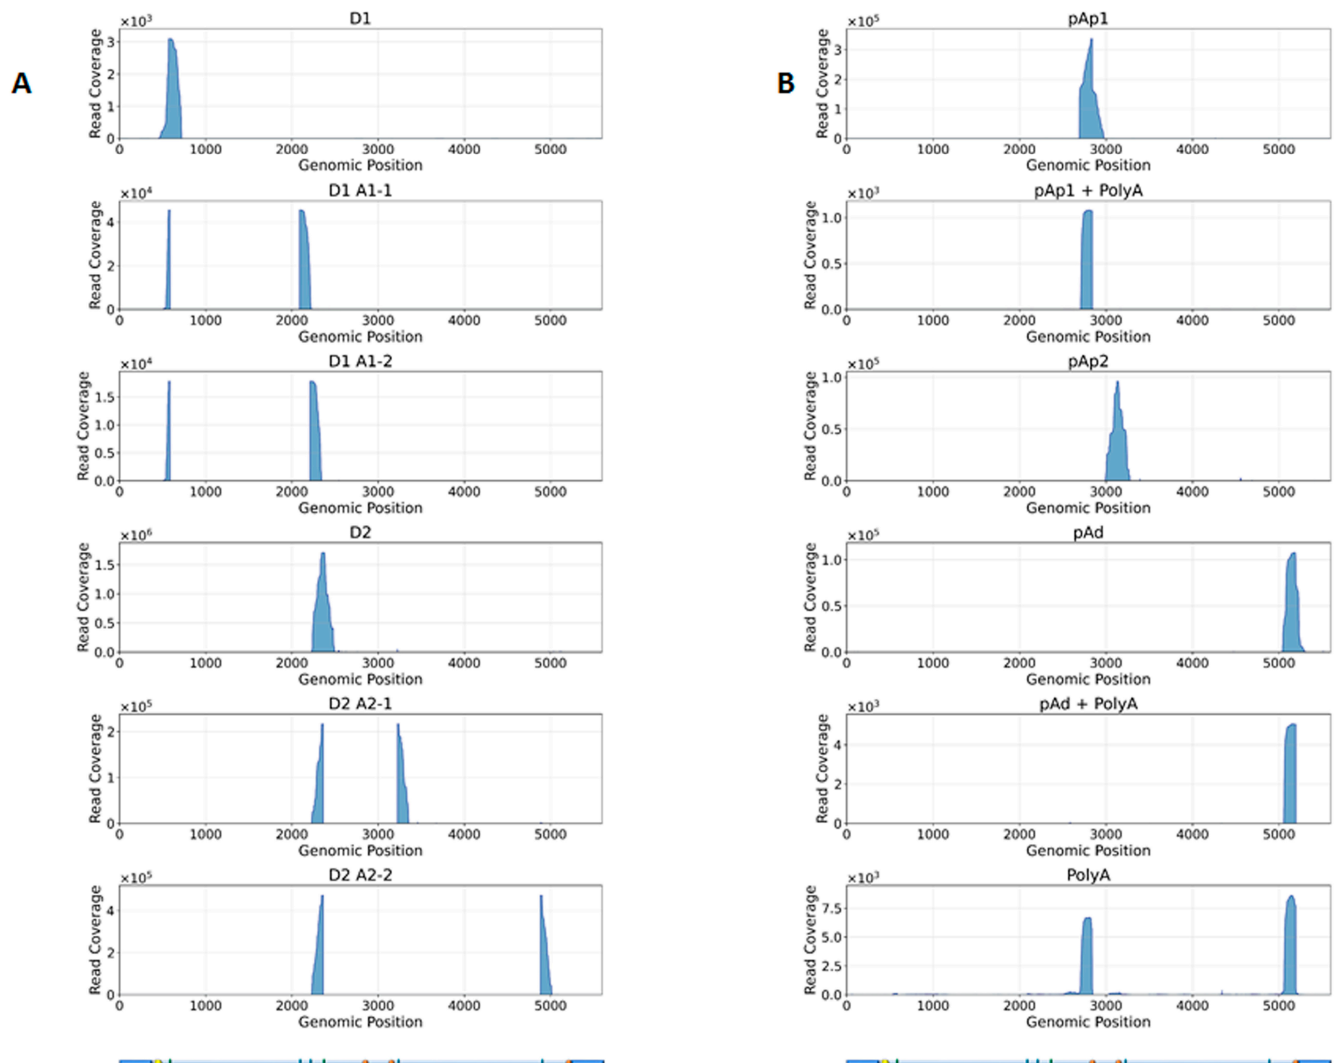 A
D1
×10³
Read Coverage
3
2
1
0
0 1000 2000 3000 4000 5000
Genomic Position
D1 A1-1
×10⁴
Read Coverage
4
2
0
0 1000 2000 3000 4000 5000
Genomic Position
D1 A1-2
×10⁴
Read Coverage
1.5
1.0
0.5
0.0
0 1000 2000 3000 4000 5000
Genomic Position
D2
×10⁶
Read Coverage
1.5
1.0
0.5
0.0
0 1000 2000 3000 4000 5000
Genomic Position
D2 A2-1
×10⁵
Read Coverage
2
1
0
0 1000 2000 3000 4000 5000
Genomic Position
D2 A2-2
×10⁵
Read Coverage
4
2
0
0 1000 2000 3000 4000 5000
Genomic Position
B
pAp1
×10⁵
Read Coverage
3
2
1
0
0 1000 2000 3000 4000 5000
Genomic Position
pAp1 + PolyA
×10³
Read Coverage
1.0
0.5
0.0
0 1000 2000 3000 4000 5000
Genomic Position
pAp2
×10⁵
Read Coverage
1.0
0.5
0.0
0 1000 2000 3000 4000 5000
Genomic Position
pAd
×10⁵
Read Coverage
1.0
0.5
0.0
0 1000 2000 3000 4000 5000
Genomic Position
pAd + PolyA
×10³
Read Coverage
4
2
0
0 1000 2000 3000 4000 5000
Genomic Position
PolyA
×10³
Read Coverage
7.5
5.0
2.5
0.0
0 1000 2000 3000 4000 5000
Genomic Position